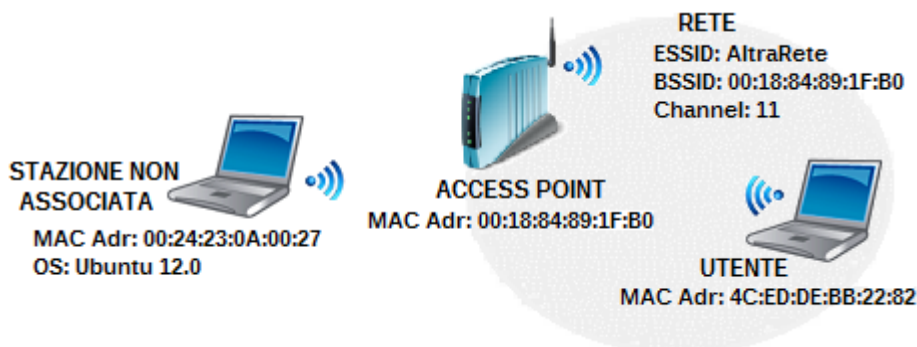 RETE
ESSID: AltraRete
BSSID: 00:18:84:89:1F:B0
Channel: 11
STAZIONE NON
ASSOCIATA
MAC Adr: 00:24:23:0A:00:27
OS: Ubuntu 12.0
ACCESS POINT
MAC Adr: 00:18:84:89:1F:B0
UTENTE
MAC Adr: 4C:ED:DE:BB:22:82